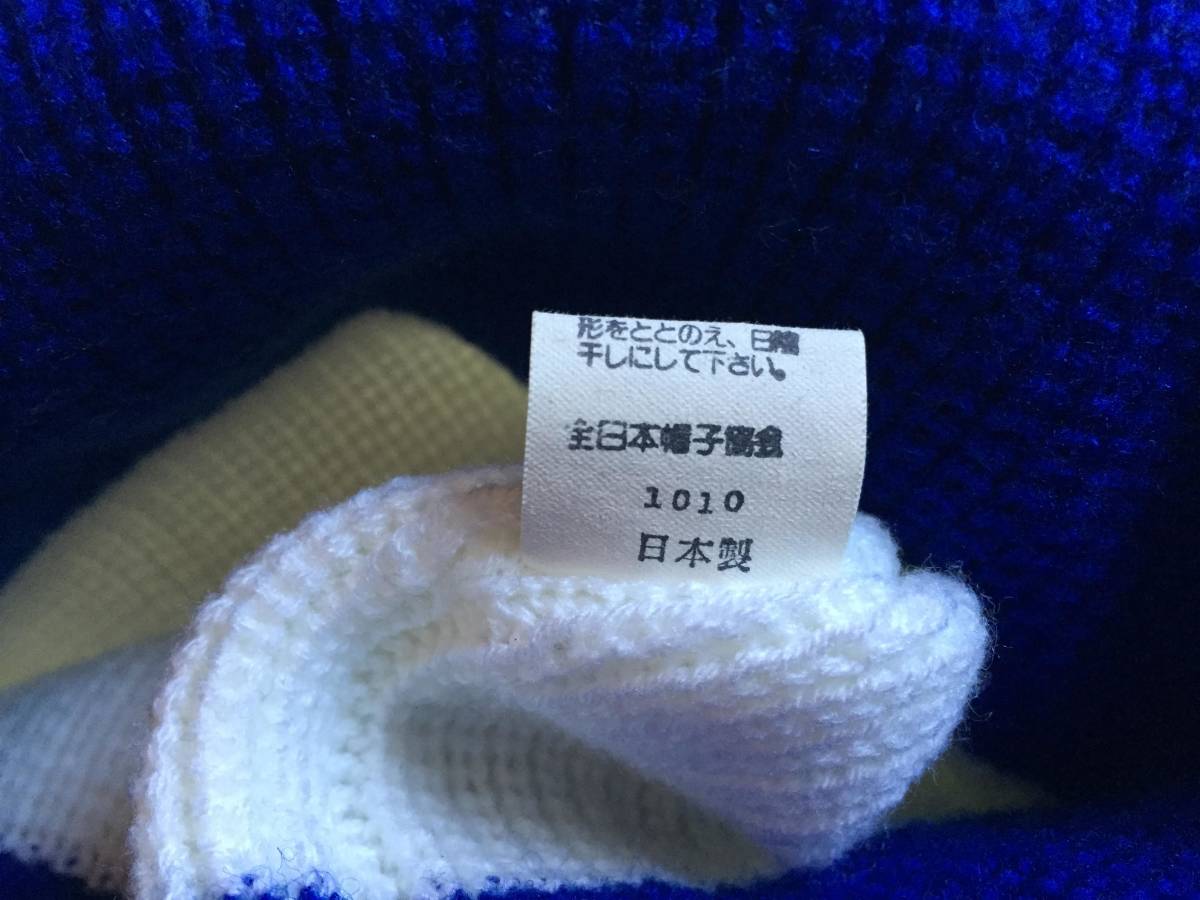 形をととのえ、日陰
干しにして下さい。
全日本帽子商会
1010
日本製